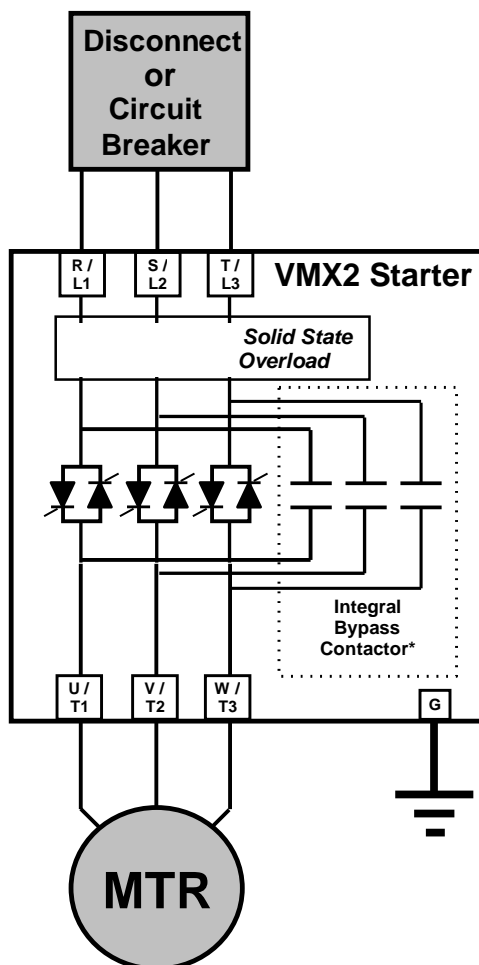 Disconnect
or
Circuit
Breaker
R /
L1
S /
L2
T /
L3
VMX2 Starter
Solid State
Overload
Integral
Bypass
Contactor*
U /
T1
V /
T2
W /
T3
G
MTR